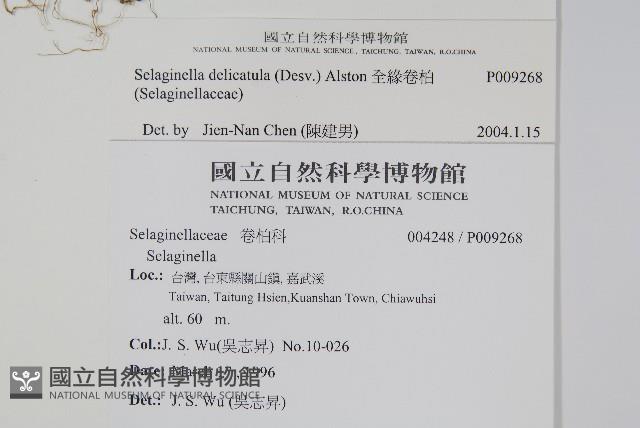 國立自然科學博物館
NATIONAL MUSEUM OF NATURAL SCIENCE, TAICHUNG, TAIWAN, R.O.CHINA
Selaginella delicatula (Desv.) Alston 全緣卷柏 P009268
(Selaginellaceae)
Det. by Jien-Nan Chen (陳建男) 2004.1.15
國立自然科學博物館
NATIONAL MUSEUM OF NATURAL SCIENCE
TAICHUNG, TAIWAN, R.O.CHINA
Selaginellaceae 卷柏科 004248 / P009268
Selaginella
Loc.: 台灣, 台東縣關山鎮, 嘉武溪
Taiwan, Taitung Hsien,Kuanshan Town, Chiawuhsi
alt. 60 m.
Col.:J. S. Wu(吳志昇) No.10-026
Date: 1996
國立自然科學博物館
NATIONAL MUSEUM OF NATURAL SCIENCE
Det.: J. S. Wu (吳志昇)